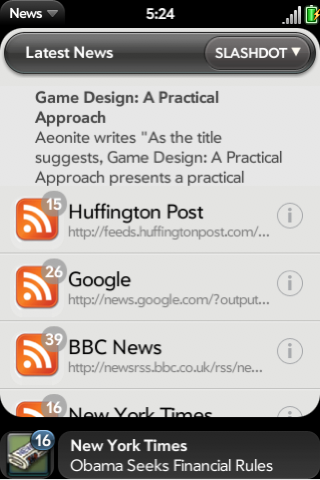 News
5:24
Latest News
SLASHDOT
Game Design: A Practical
Approach
Aeonite writes "As the title
suggests, Game Design: A Practical
Approach presents a practical
15
Huffington Post
http://feeds.huffingtonpost.com/...
26
Google
http://news.google.com/?output...
39
BBC News
http://newsrss.bbc.co.uk/rss/ne...
16
New York Times
16
New York Times
Obama Seeks Financial Rules